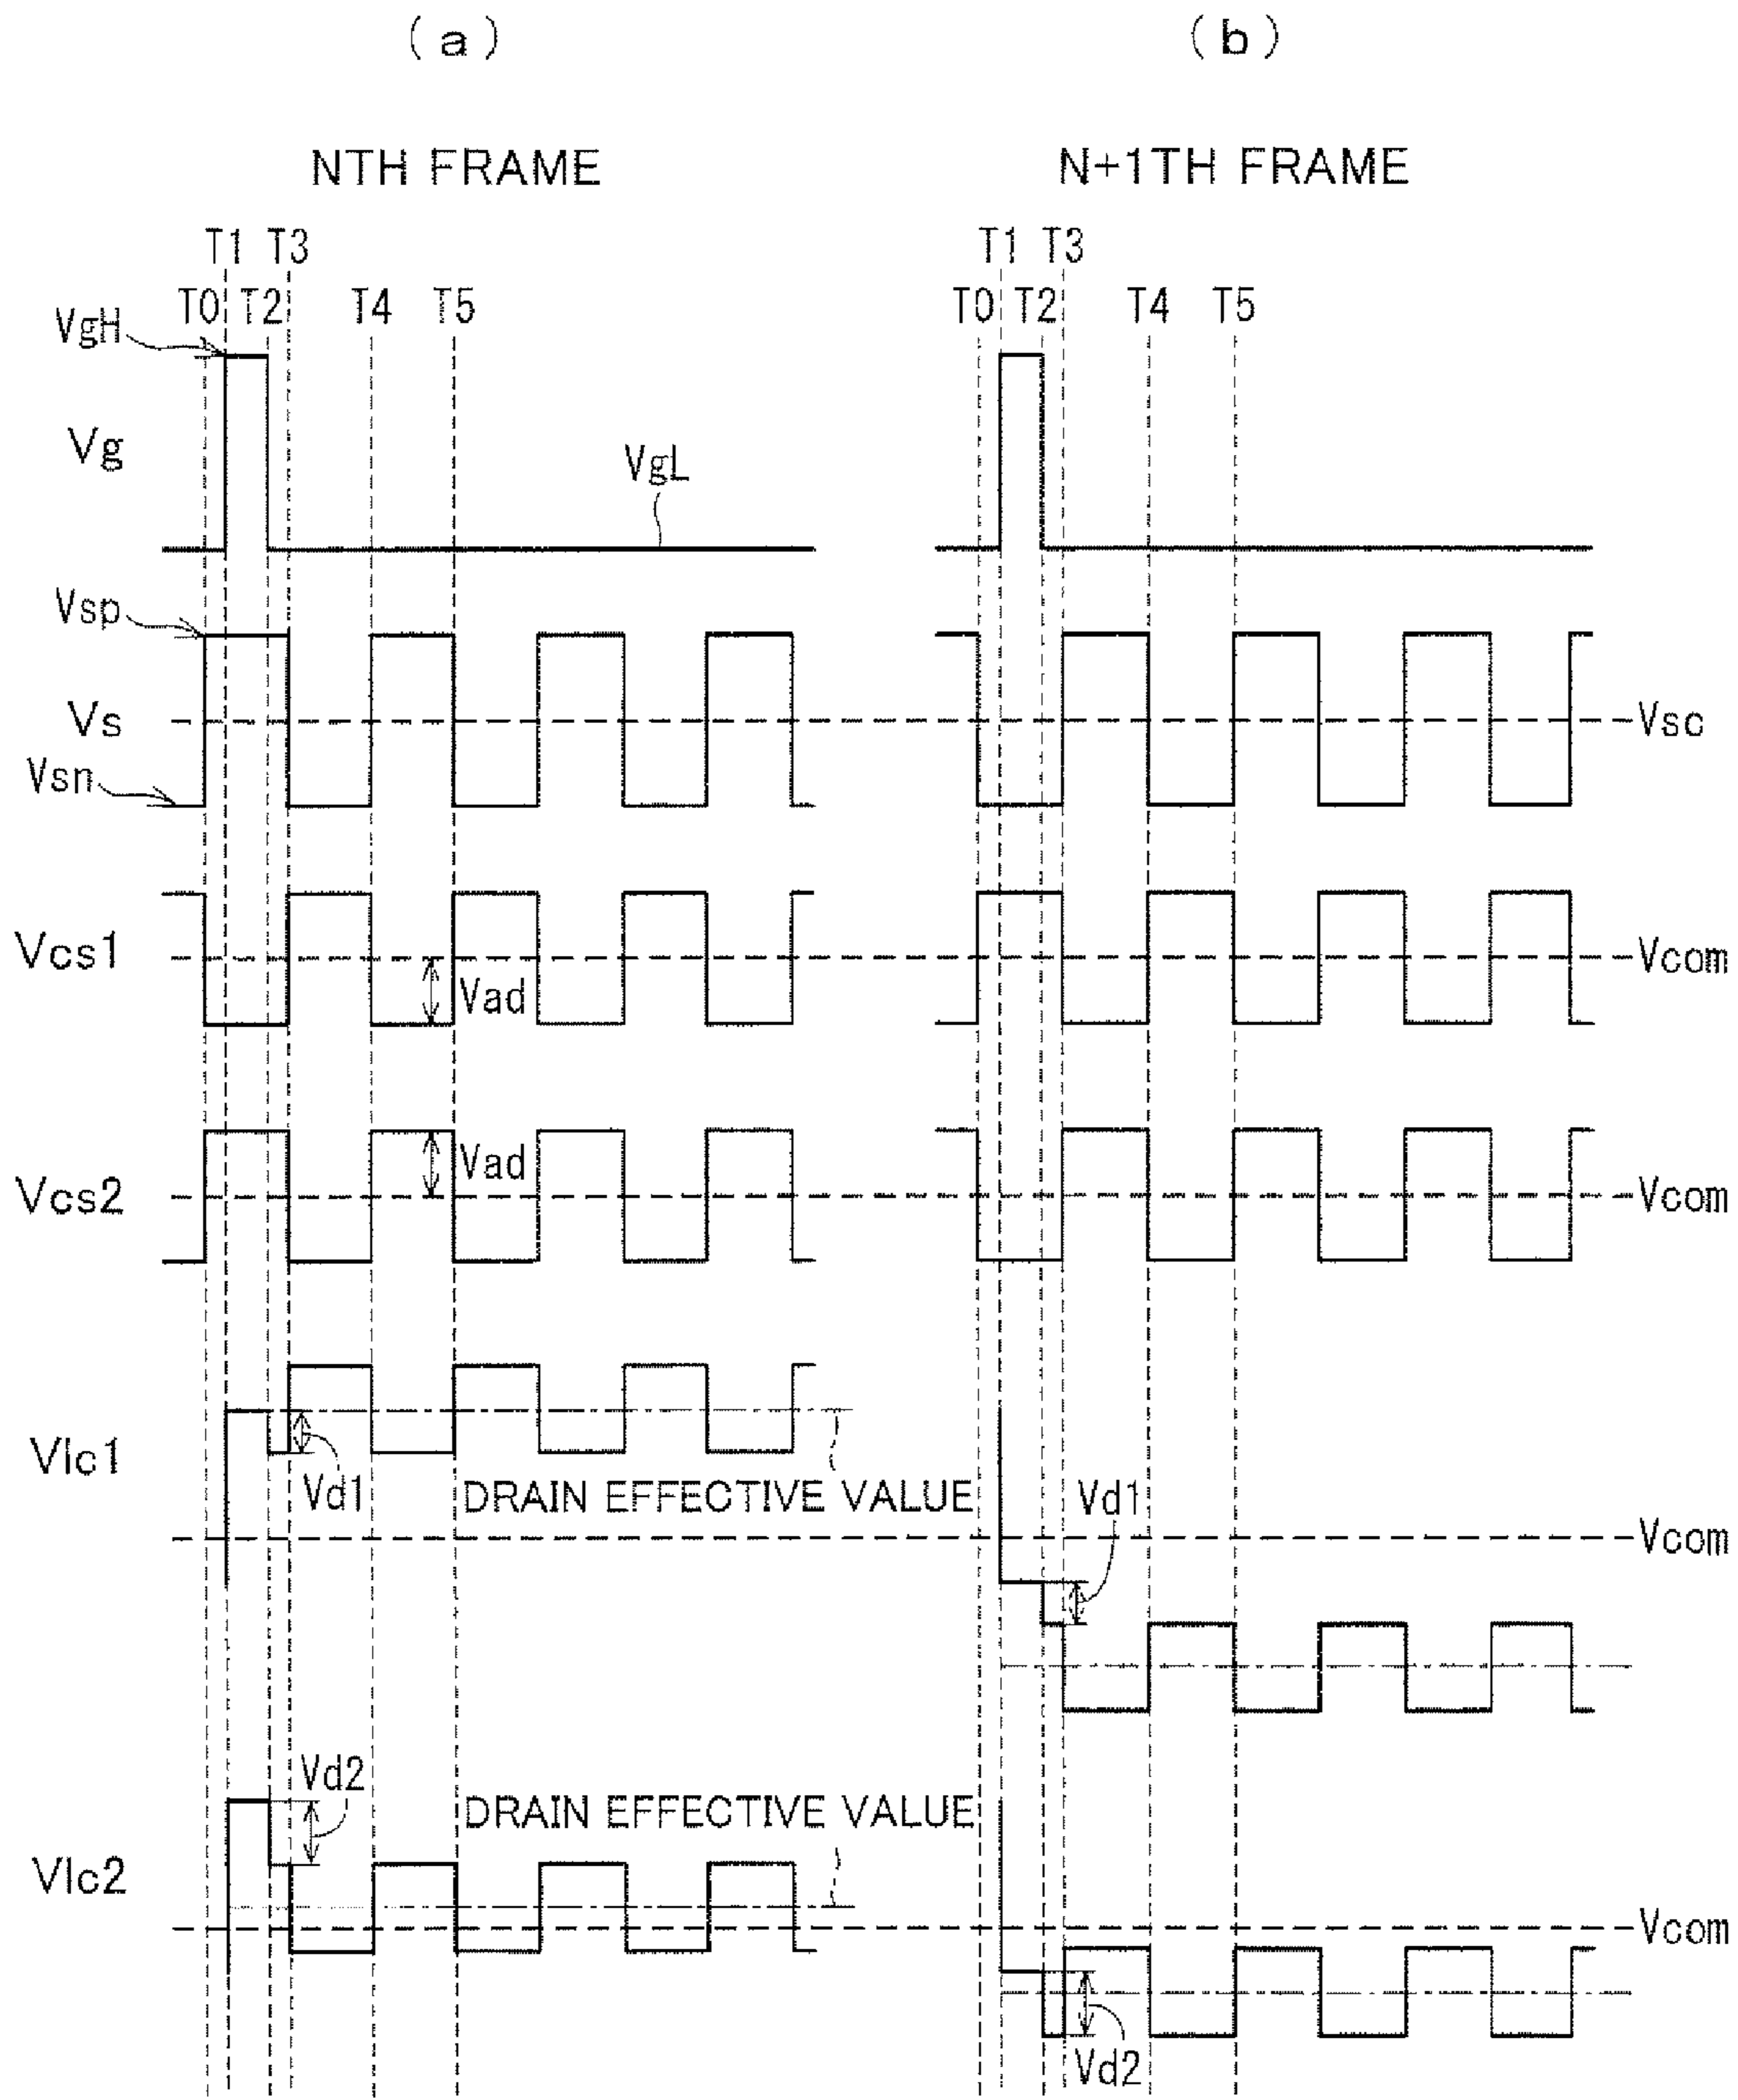 (a) (b)
NTH FRAME N+1TH FRAME
T1 T3 T1 T3
T0 T2 T4 T5 T0 T2 T4 T5
VgH
Vg
VgL
Vsp
Vs Vsc
Vsn
Vcs1 Vcom
Vad
Vad
Vcs2 Vcom
Vlc1
Vd1 DRAIN EFFECTIVE VALUE Vd1
Vcom
Vd2
DRAIN EFFECTIVE VALUE
Vlc2
Vcom
Vd2